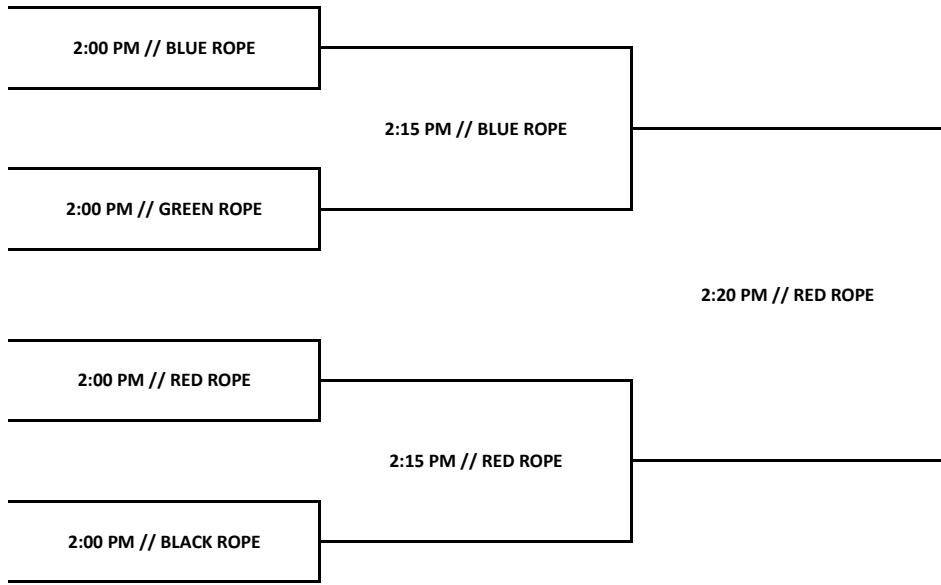 2:00 PM // BLUE ROPE
2:15 PM // BLUE ROPE
2:00 PM // GREEN ROPE
2:20 PM // RED ROPE
2:00 PM // RED ROPE
2:15 PM // RED ROPE
2:00 PM // BLACK ROPE